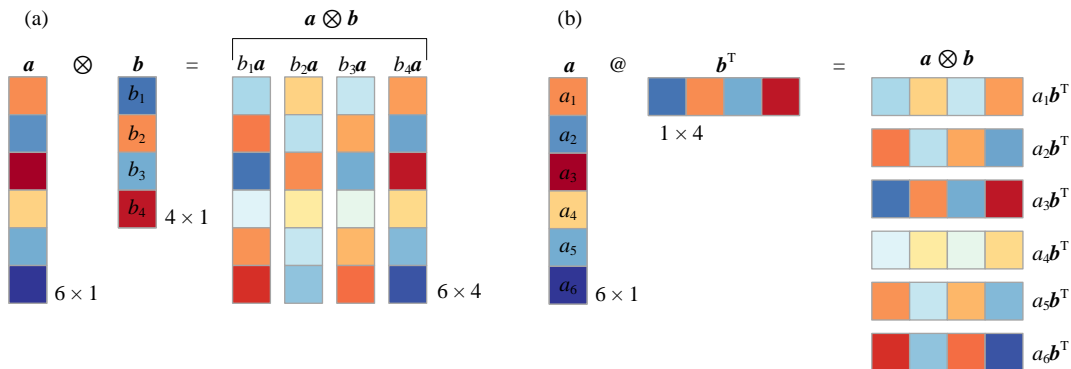 (a)
a ⊗ b
a ⊗ b = b₁a b₂a b₃a b₄a
b₁
b₂
b₃
b₄
4 × 1
6 × 1
6 × 4
(b)
a @ bᵀ = a ⊗ b
a₁
a₂
a₃
a₄
a₅
a₆
1 × 4
6 × 1
a₁bᵀ
a₂bᵀ
a₃bᵀ
a₄bᵀ
a₅bᵀ
a₆bᵀ